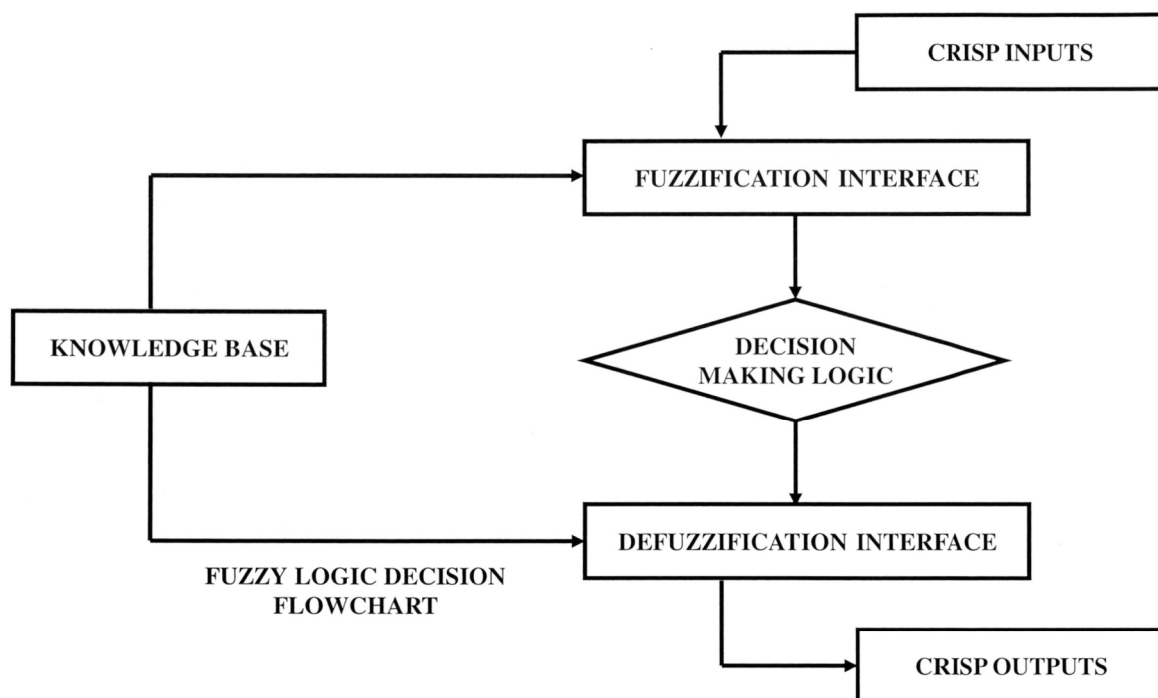 CRISP INPUTS
FUZZIFICATION INTERFACE
KNOWLEDGE BASE
DECISION
MAKING LOGIC
DEFUZZIFICATION INTERFACE
FUZZY LOGIC DECISION
FLOWCHART
CRISP OUTPUTS